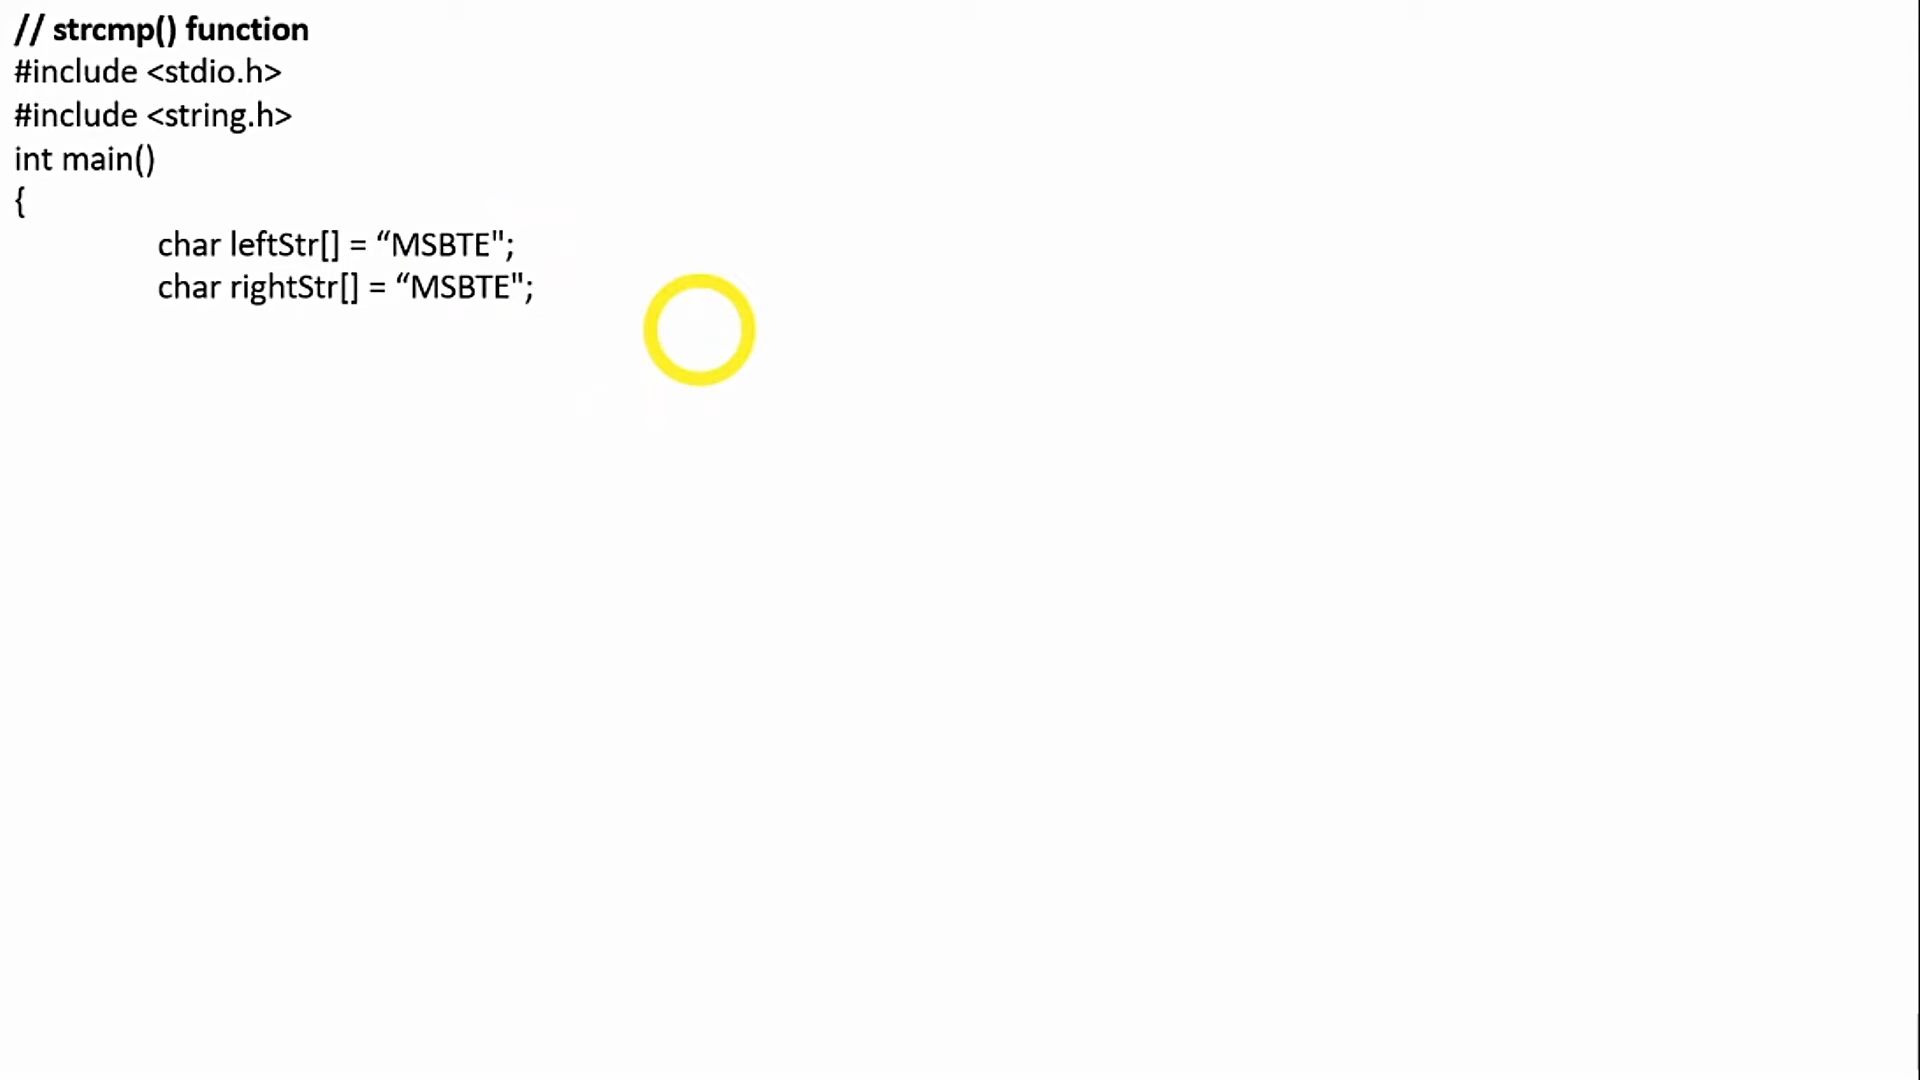 // strcmp() function
#include <stdio.h>
#include <string.h>
int main()
{
char leftStr[] = “MSBTE";
char rightStr[] = “MSBTE";